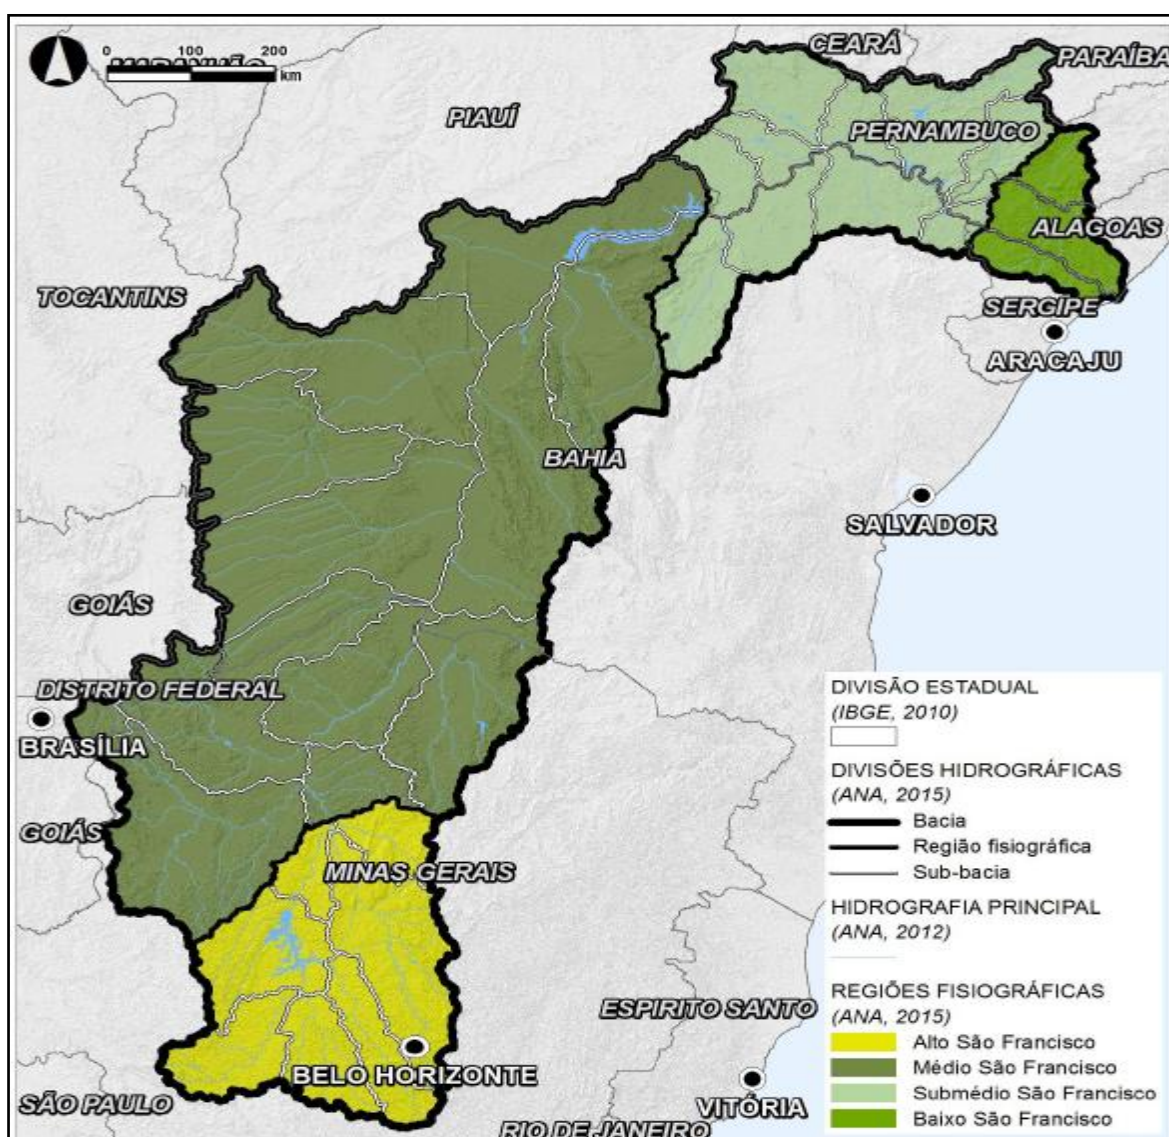 0 100 200
km
MARANHÃO
CEARÁ
PARAÍBA
PIAUÍ
PERNAMBUCO
ALAGOAS
TOCANTINS
SERGIPE
ARACAJU
BAHIA
SALVADOR
GOIÁS
DISTRITO FEDERAL
BRASÍLIA
GOIÁS
MINAS GERAIS
ESPIRITO SANTO
BELO HORIZONTE
SÃO PAULO
VITÓRIA
RIO DE JANEIRO
DIVISÃO ESTADUAL
(IBGE, 2010)
DIVISÕES HIDROGRÁFICAS
(ANA, 2015)
Bacia
Região fisiográfica
Sub-bacia
HIDROGRAFIA PRINCIPAL
(ANA, 2012)
REGIÕES FISIOGRÁFICAS
(ANA, 2015)
Alto São Francisco
Médio São Francisco
Submédio São Francisco
Baixo São Francisco